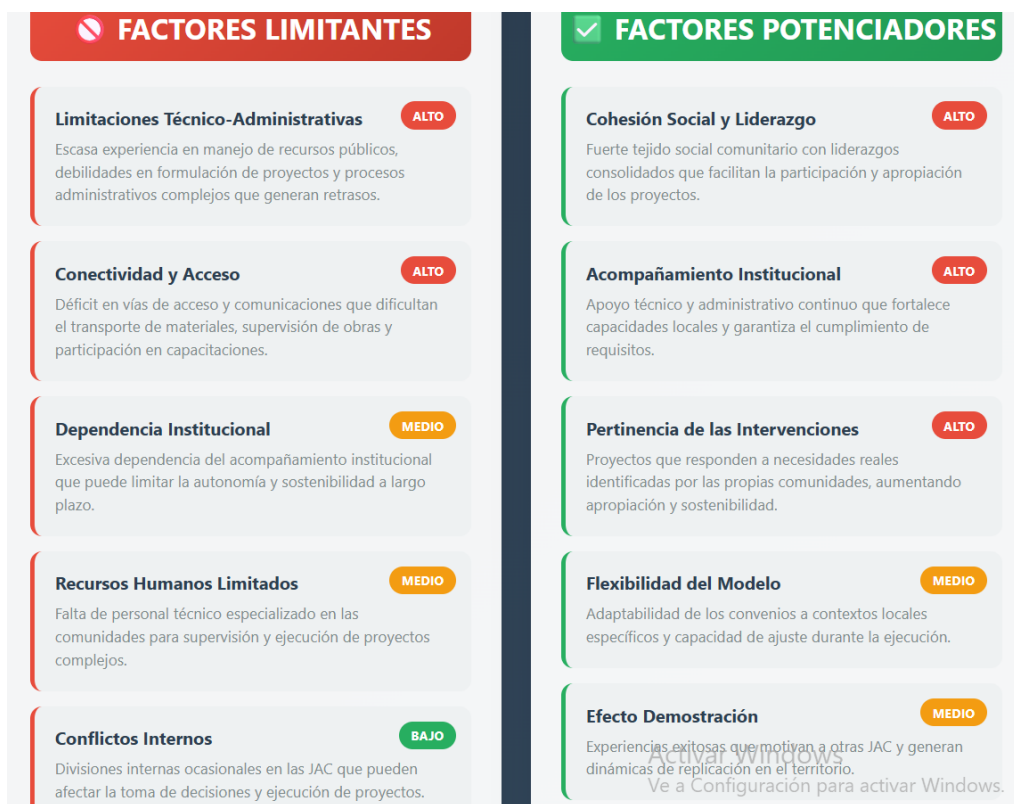 🚫 FACTORES LIMITANTES
Limitaciones Técnico-Administrativas
ALTO
Escasa experiencia en manejo de recursos públicos,
debilidades en formulación de proyectos y procesos
administrativos complejos que generan retrasos.
Conectividad y Acceso
ALTO
Déficit en vías de acceso y comunicaciones que dificultan
el transporte de materiales, supervisión de obras y
participación en capacitaciones.
Dependencia Institucional
MEDIO
Excesiva dependencia del acompañamiento institucional
que puede limitar la autonomía y sostenibilidad a largo
plazo.
Recursos Humanos Limitados
MEDIO
Falta de personal técnico especializado en las
comunidades para supervisión y ejecución de proyectos
complejos.
Conflictos Internos
BAJO
Divisiones internas ocasionales en las JAC que pueden
afectar la toma de decisiones y ejecución de proyectos.
✅ FACTORES POTENCIADORES
Cohesión Social y Liderazgo
ALTO
Fuerte tejido social comunitario con liderazgos
consolidados que facilitan la participación y apropiación
de los proyectos.
Acompañamiento Institucional
ALTO
Apoyo técnico y administrativo continuo que fortalece
capacidades locales y garantiza el cumplimiento de
requisitos.
Pertinencia de las Intervenciones
ALTO
Proyectos que responden a necesidades reales
identificadas por las propias comunidades, aumentando
apropiación y sostenibilidad.
Flexibilidad del Modelo
MEDIO
Adaptabilidad de los convenios a contextos locales
específicos y capacidad de ajuste durante la ejecución.
Efecto Demostración
MEDIO
Experiencias exitosas que motivan a otras JAC y generan
dinámicas de replicación en el territorio.
Activar Windows
Ve a Configuración para activar Windows.